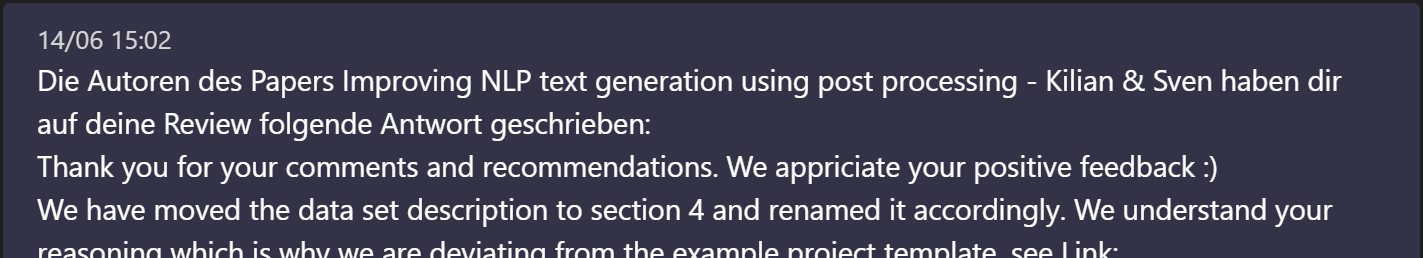 14/06 15:02
Die Autoren des Papers Improving NLP text generation using post processing - Kilian & Sven haben dir
auf deine Review folgende Antwort geschrieben:
Thank you for your comments and recommendations. We appriciate your positive feedback :)
We have moved the data set description to section 4 and renamed it accordingly. We understand your
reasoning which is why we are deviating from the example project template, see Link: